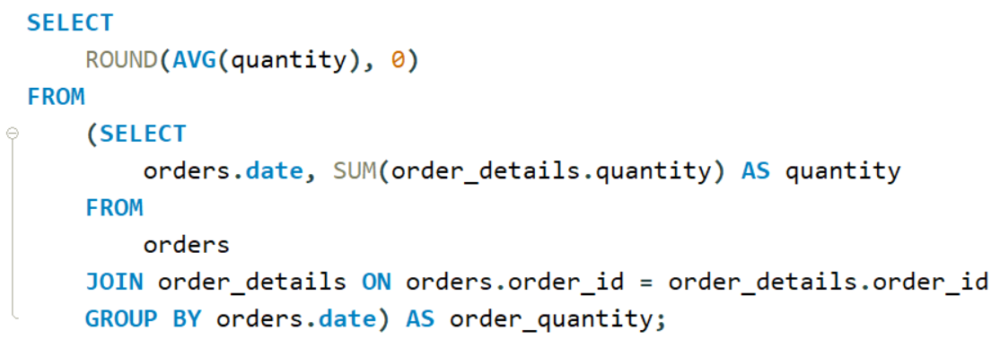 SELECT
ROUND(AVG(quantity), 0)
FROM
(SELECT
orders.date, SUM(order_details.quantity) AS quantity
FROM
orders
JOIN order_details ON orders.order_id = order_details.order_id
GROUP BY orders.date) AS order_quantity;